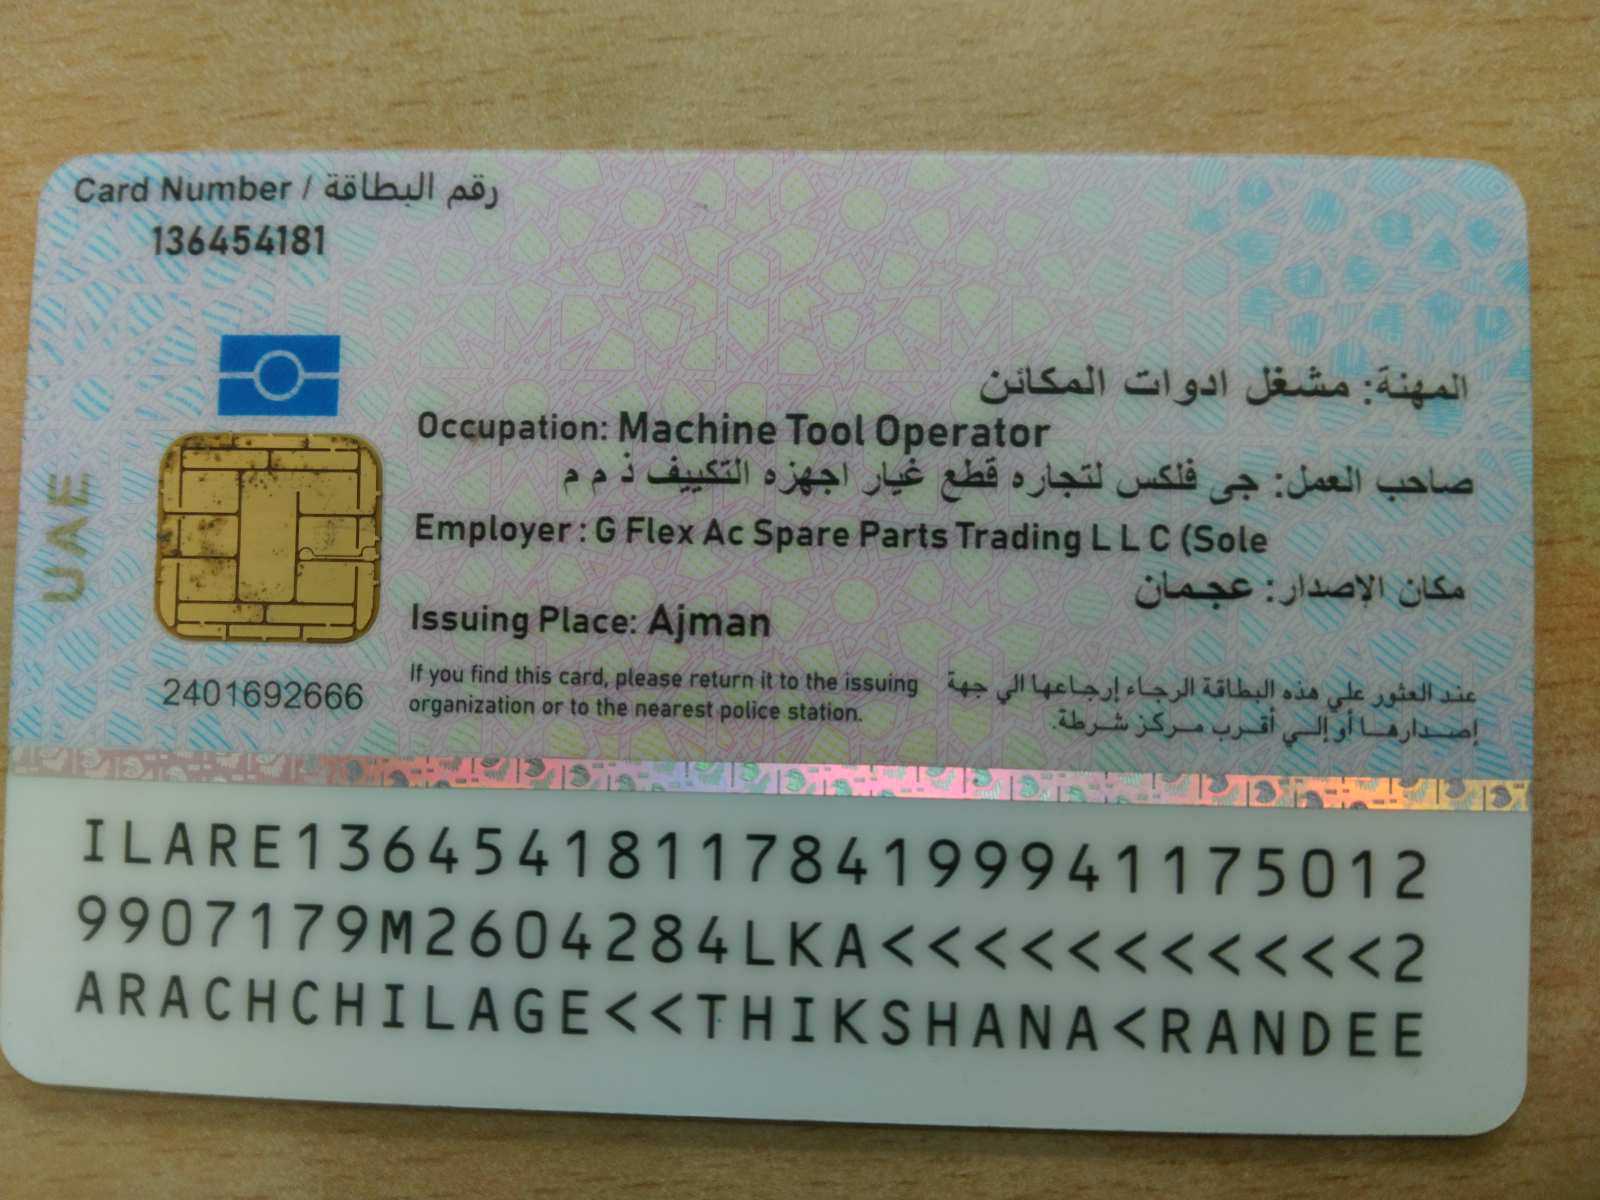 Card Number / رقم البطاقة
136454181
المهنة: مشغل ادوات المكائن
Occupation: Machine Tool Operator
صاحب العمل: جى فلكس لتجاره قطع غيار اجهزه التكييف ذ م م
Employer : G Flex Ac Spare Parts Trading L L C (Sole
مكان الإصدار: عجمان
Issuing Place: Ajman
UAE
2401692666
If you find this card, please return it to the issuing
organization or to the nearest police station.
عند العثور علي هذه البطاقة الرجاء إرجاعها الي جهة
إصدارها أو إلي أقرب مركز شرطة.
ILARE1364541811784199941175012
9907179M2604284LKA<<<<<<<<<<<2
ARACHCHILAGE<<THIKSHANA<RANDEE